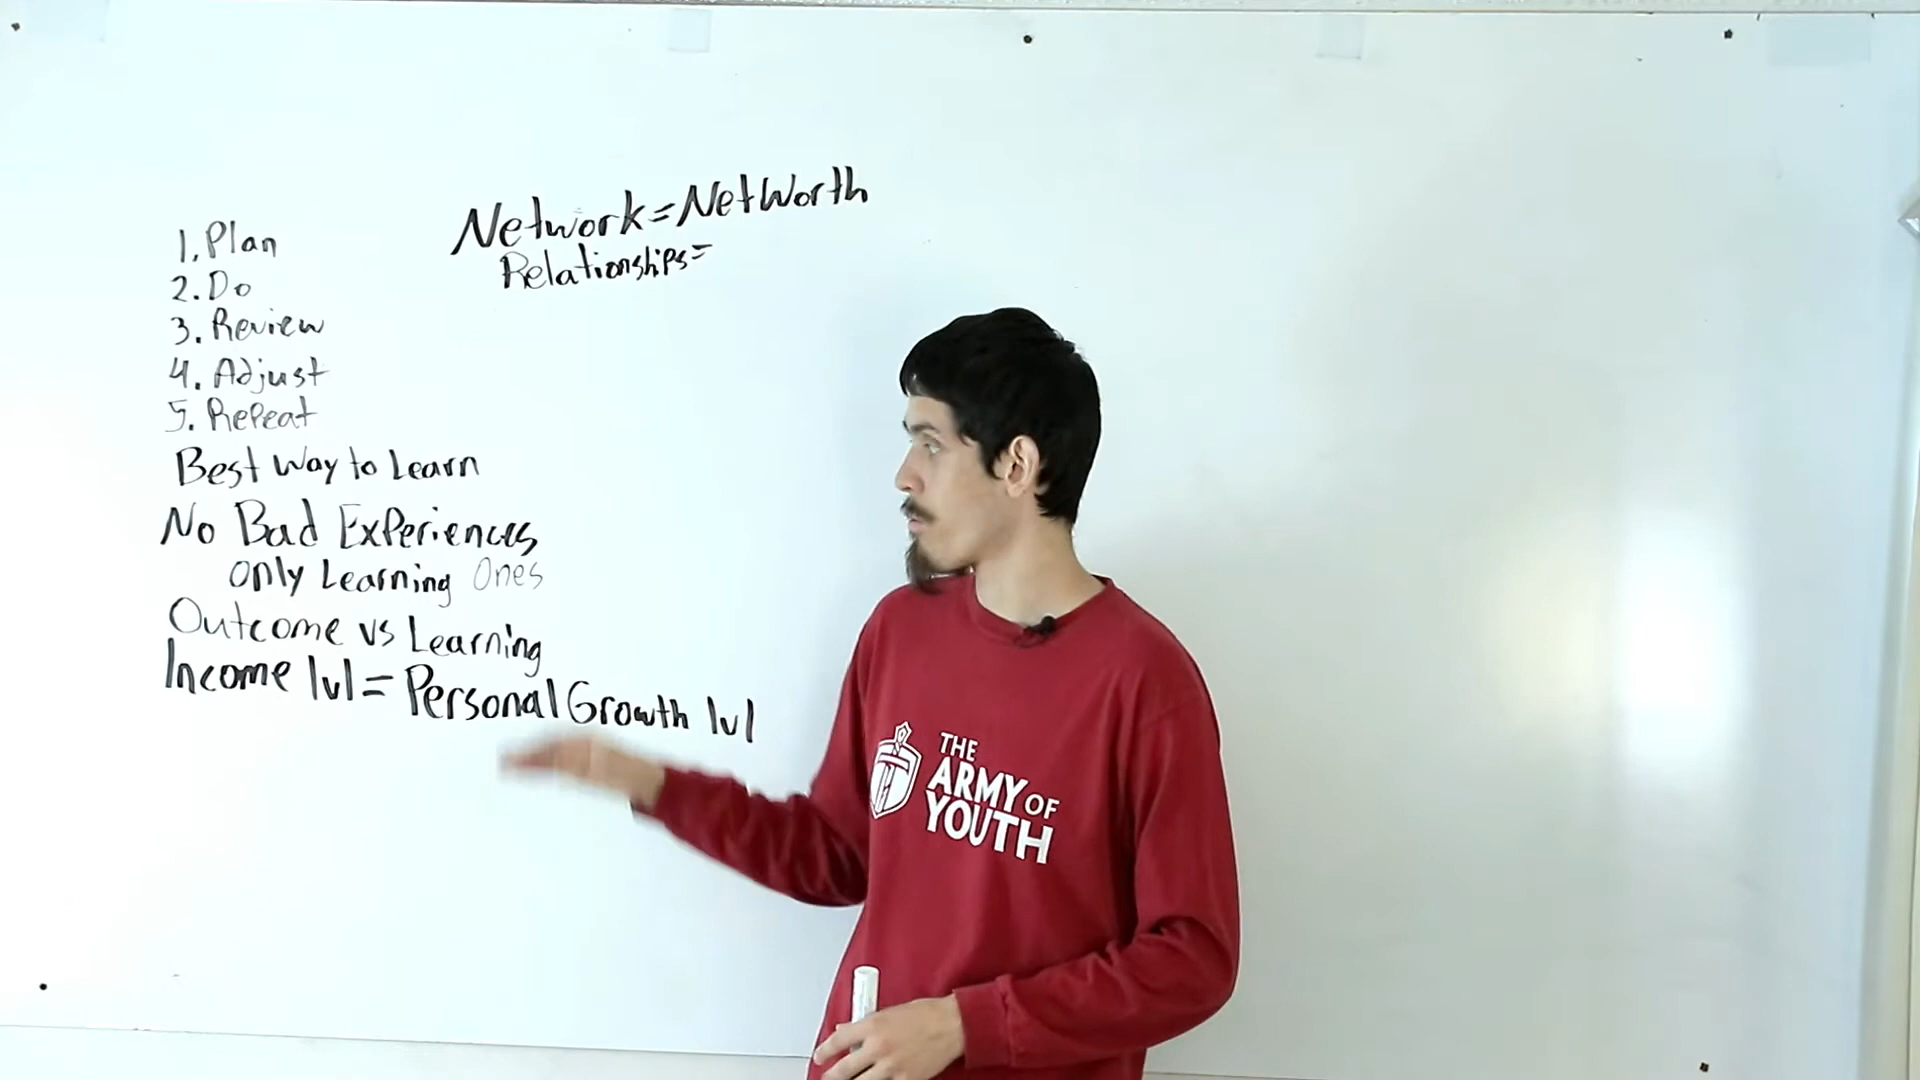 1. Plan
2. Do
3. Review
4. Adjust
5. Repeat
Best Way to Learn
No Bad Experiences
only Learning Ones
Outcome vs Learning
Income lvl = Personal Growth lvl
Network = NetWorth
Relationships =
THE
ARMY OF
YOUTH